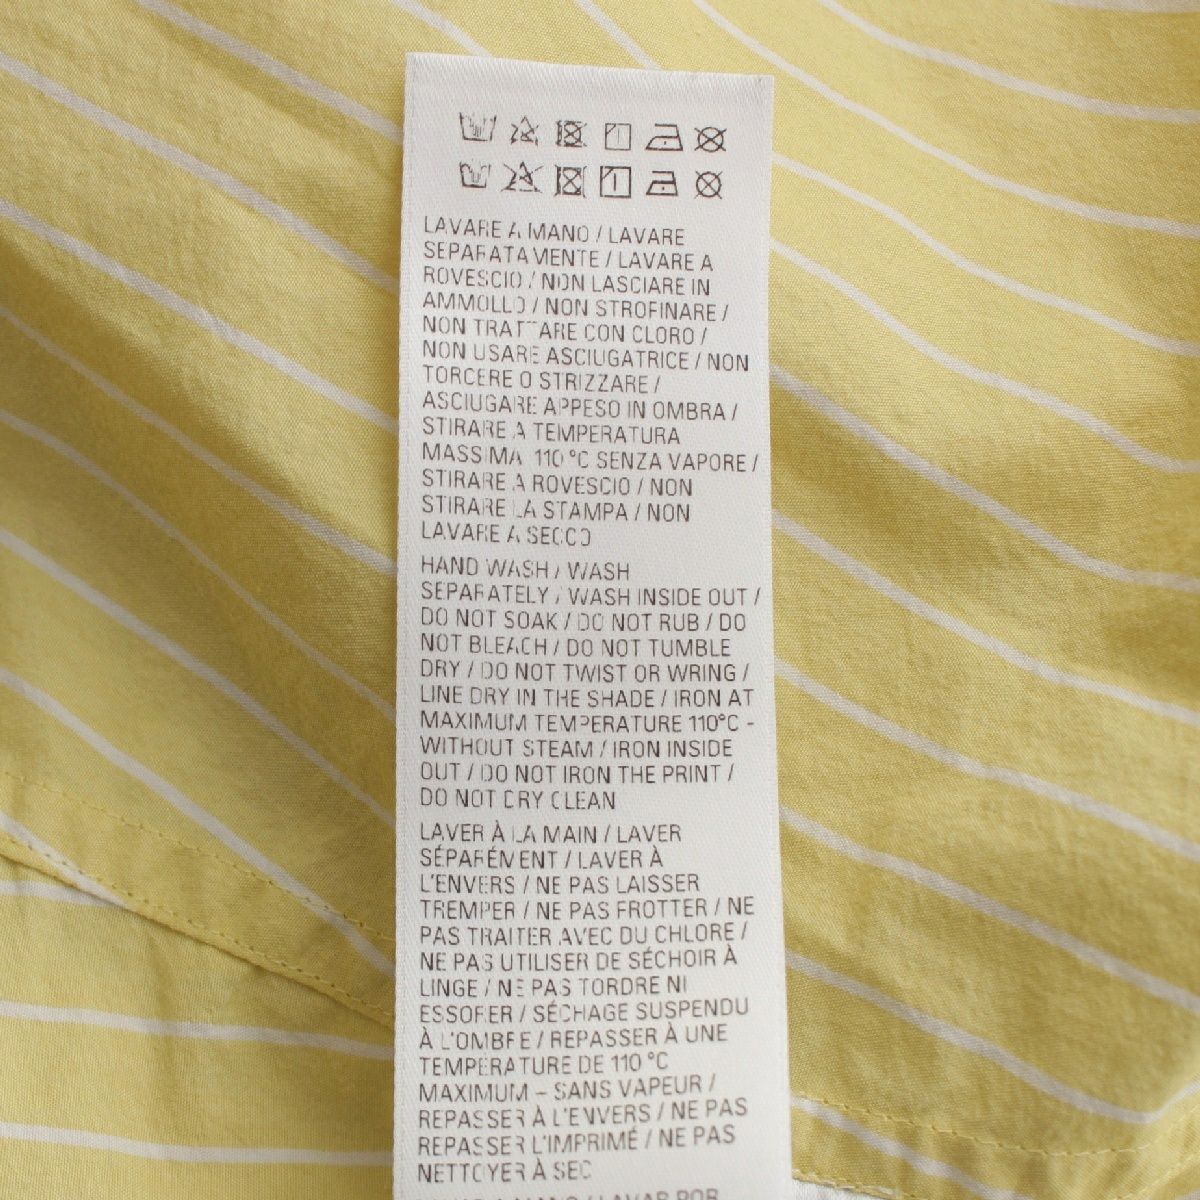 LAVARE A MANO / LAVARE
SEPARATAMENTE / LAVARE A
ROVESCIO / NON LASCIARE IN
AMMOLLO / NON STROFINARE /
NON TRATTARE CON CLORO /
NON USARE ASCIUGATRICE / NON
TORCERE O STRIZZARE /
ASCIUGARE APPESO IN OMBRA /
STIRARE A TEMPERATURA
MASSIMA 110 °C SENZA VAPORE /
STIRARE A ROVESCIO / NON
STIRARE LA STAMPA / NON
LAVARE A SECCO
HAND WASH / WASH
SEPARATELY / WASH INSIDE OUT /
DO NOT SOAK / DO NOT RUB / DO
NOT BLEACH / DO NOT TUMBLE
DRY / DO NOT TWIST OR WRING /
LINE DRY IN THE SHADE / IRON AT
MAXIMUM TEMPERATURE 110°C -
WITHOUT STEAM / IRON INSIDE
OUT / DO NOT IRON THE PRINT /
DO NOT DRY CLEAN
LAVER À LA MAIN / LAVER
SÉPARÉMENT / LAVER À
L'ENVERS / NE PAS LAISSER
TREMPER / NE PAS FROTTER / NE
PAS TRAITER AVEC DU CHLORE /
NE PAS UTILISER DE SÉCHOIR À
LINGE / NE PAS TORDRE NI
ESSORER / SÉCHAGE SUSPENDU
À L'OMBRE / REPASSER À UNE
TEMPÉRATURE DE 110 °C
MAXIMUM – SANS VAPEUR /
REPASSER À L'ENVERS / NE PAS
REPASSER L'IMPRIMÉ / NE PAS
NETTOYER À SEC
LAVAR A MANO / LAVAR POR